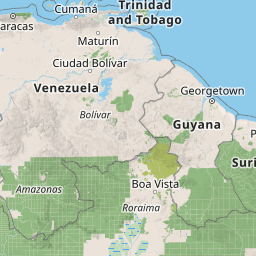 Trinidad
and Tobago
Cumaná
aracas
Maturín
Ciudad Bolívar
Venezuela
Georgetown
Bolívar
Guyana
P
Suri
Amazonas
Boa Vista
Roraima